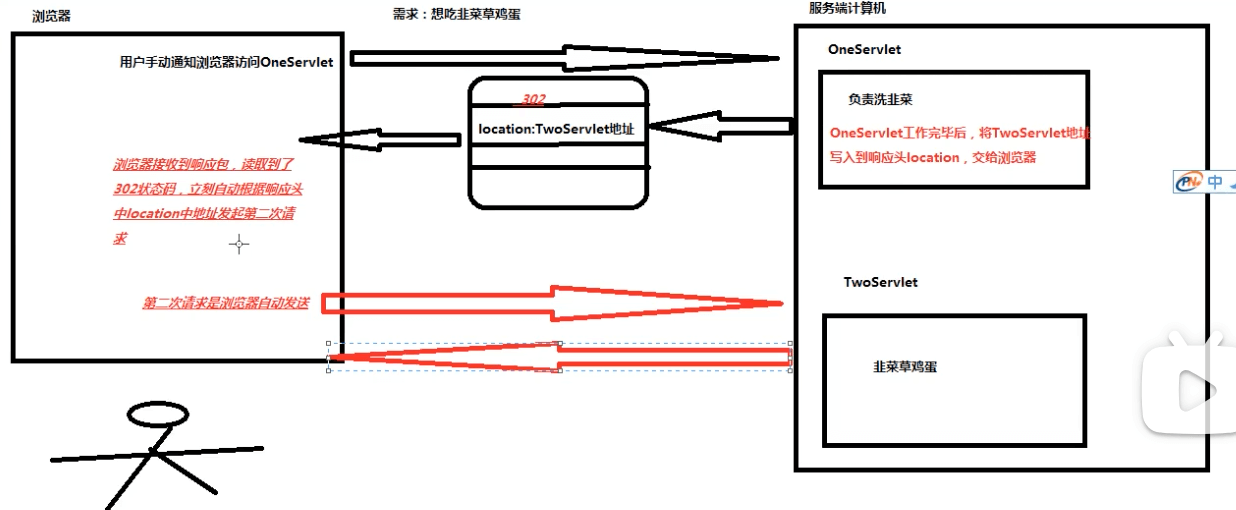 浏览器
需求：想吃韭菜草鸡蛋
服务端计算机
用户手动通知浏览器访问OneServlet
OneServlet
302
location:TwoServlet地址
负责洗韭菜
OneServlet工作完毕后，将TwoServlet地址
写入到响应头location，交给浏览器
浏览器接收到响应包，读取到了
302状态码，立刻自动根据响应头
中location中地址发起第二次请
求
中
TwoServlet
第二次请求是浏览器自动发送
韭菜草鸡蛋